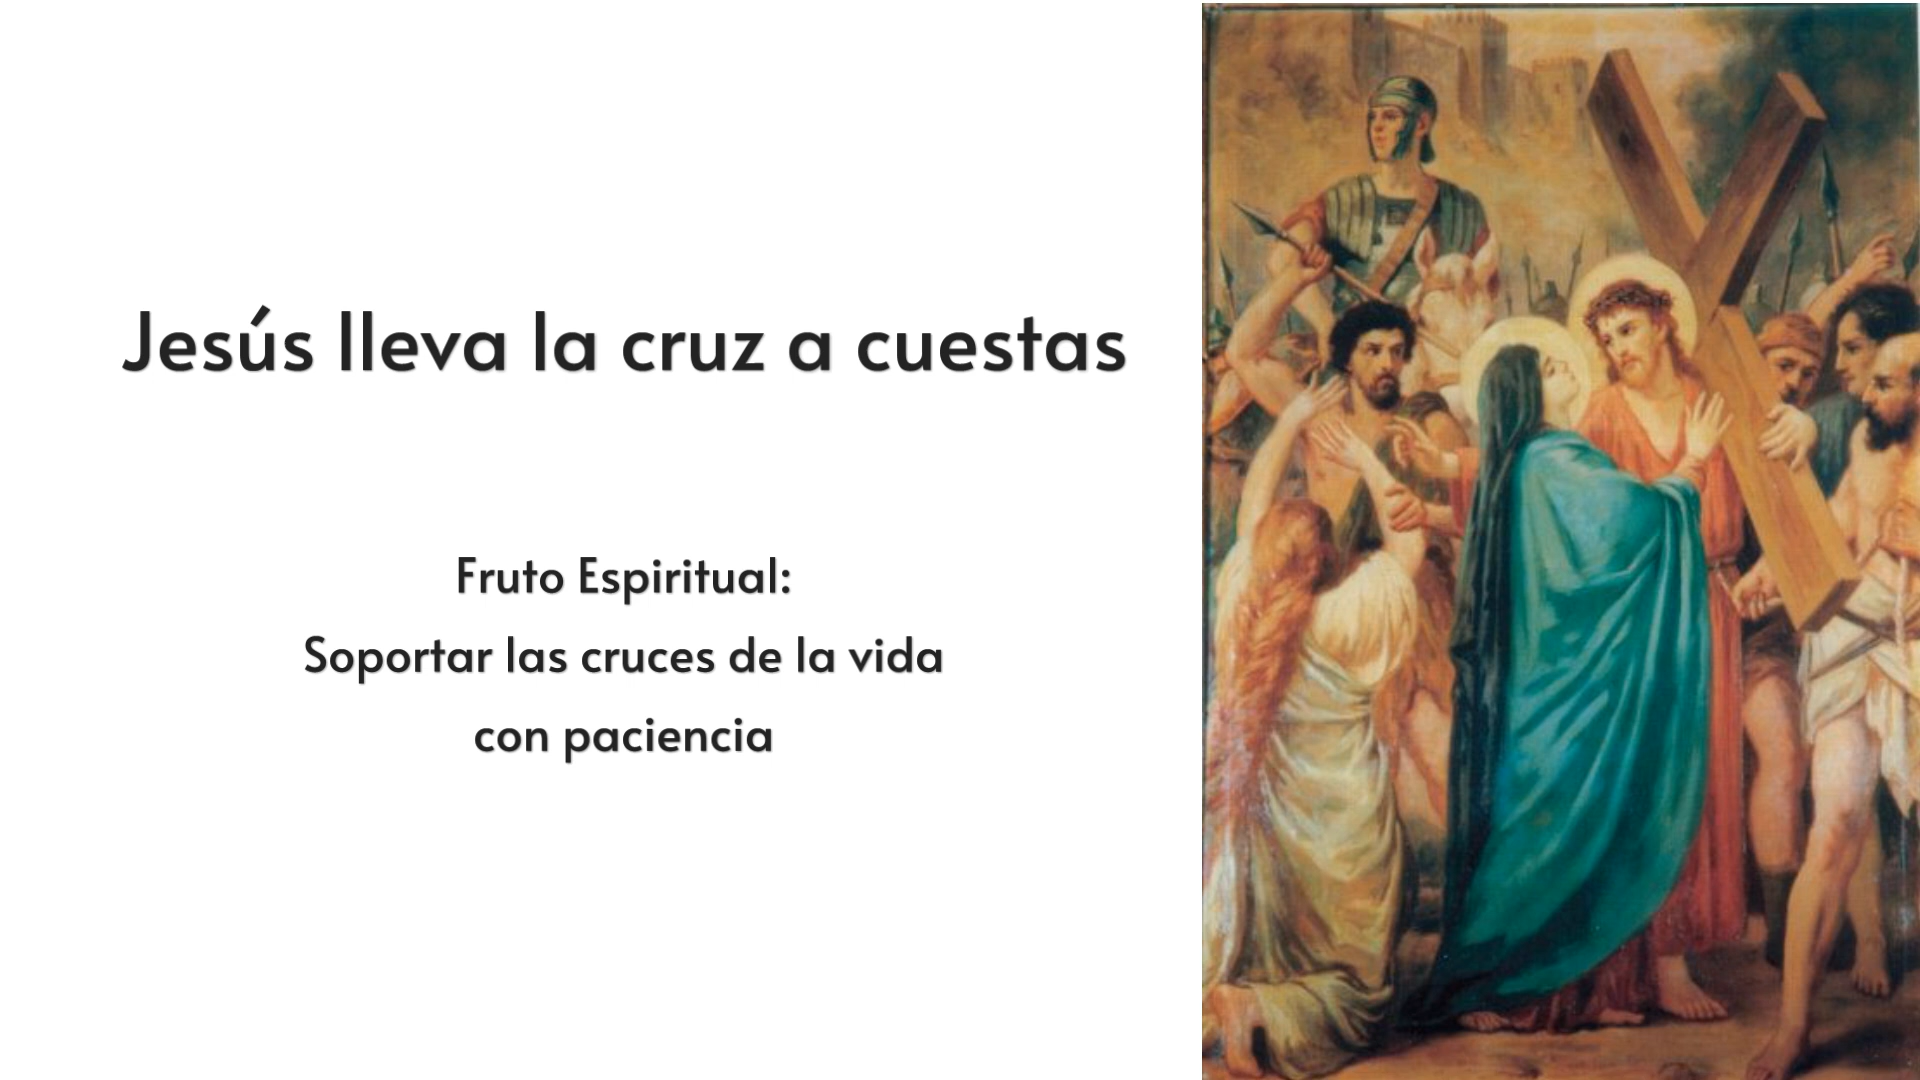 Jesús lleva la cruz a cuestas
Fruto Espiritual:
Soportar las cruces de la vida
con paciencia